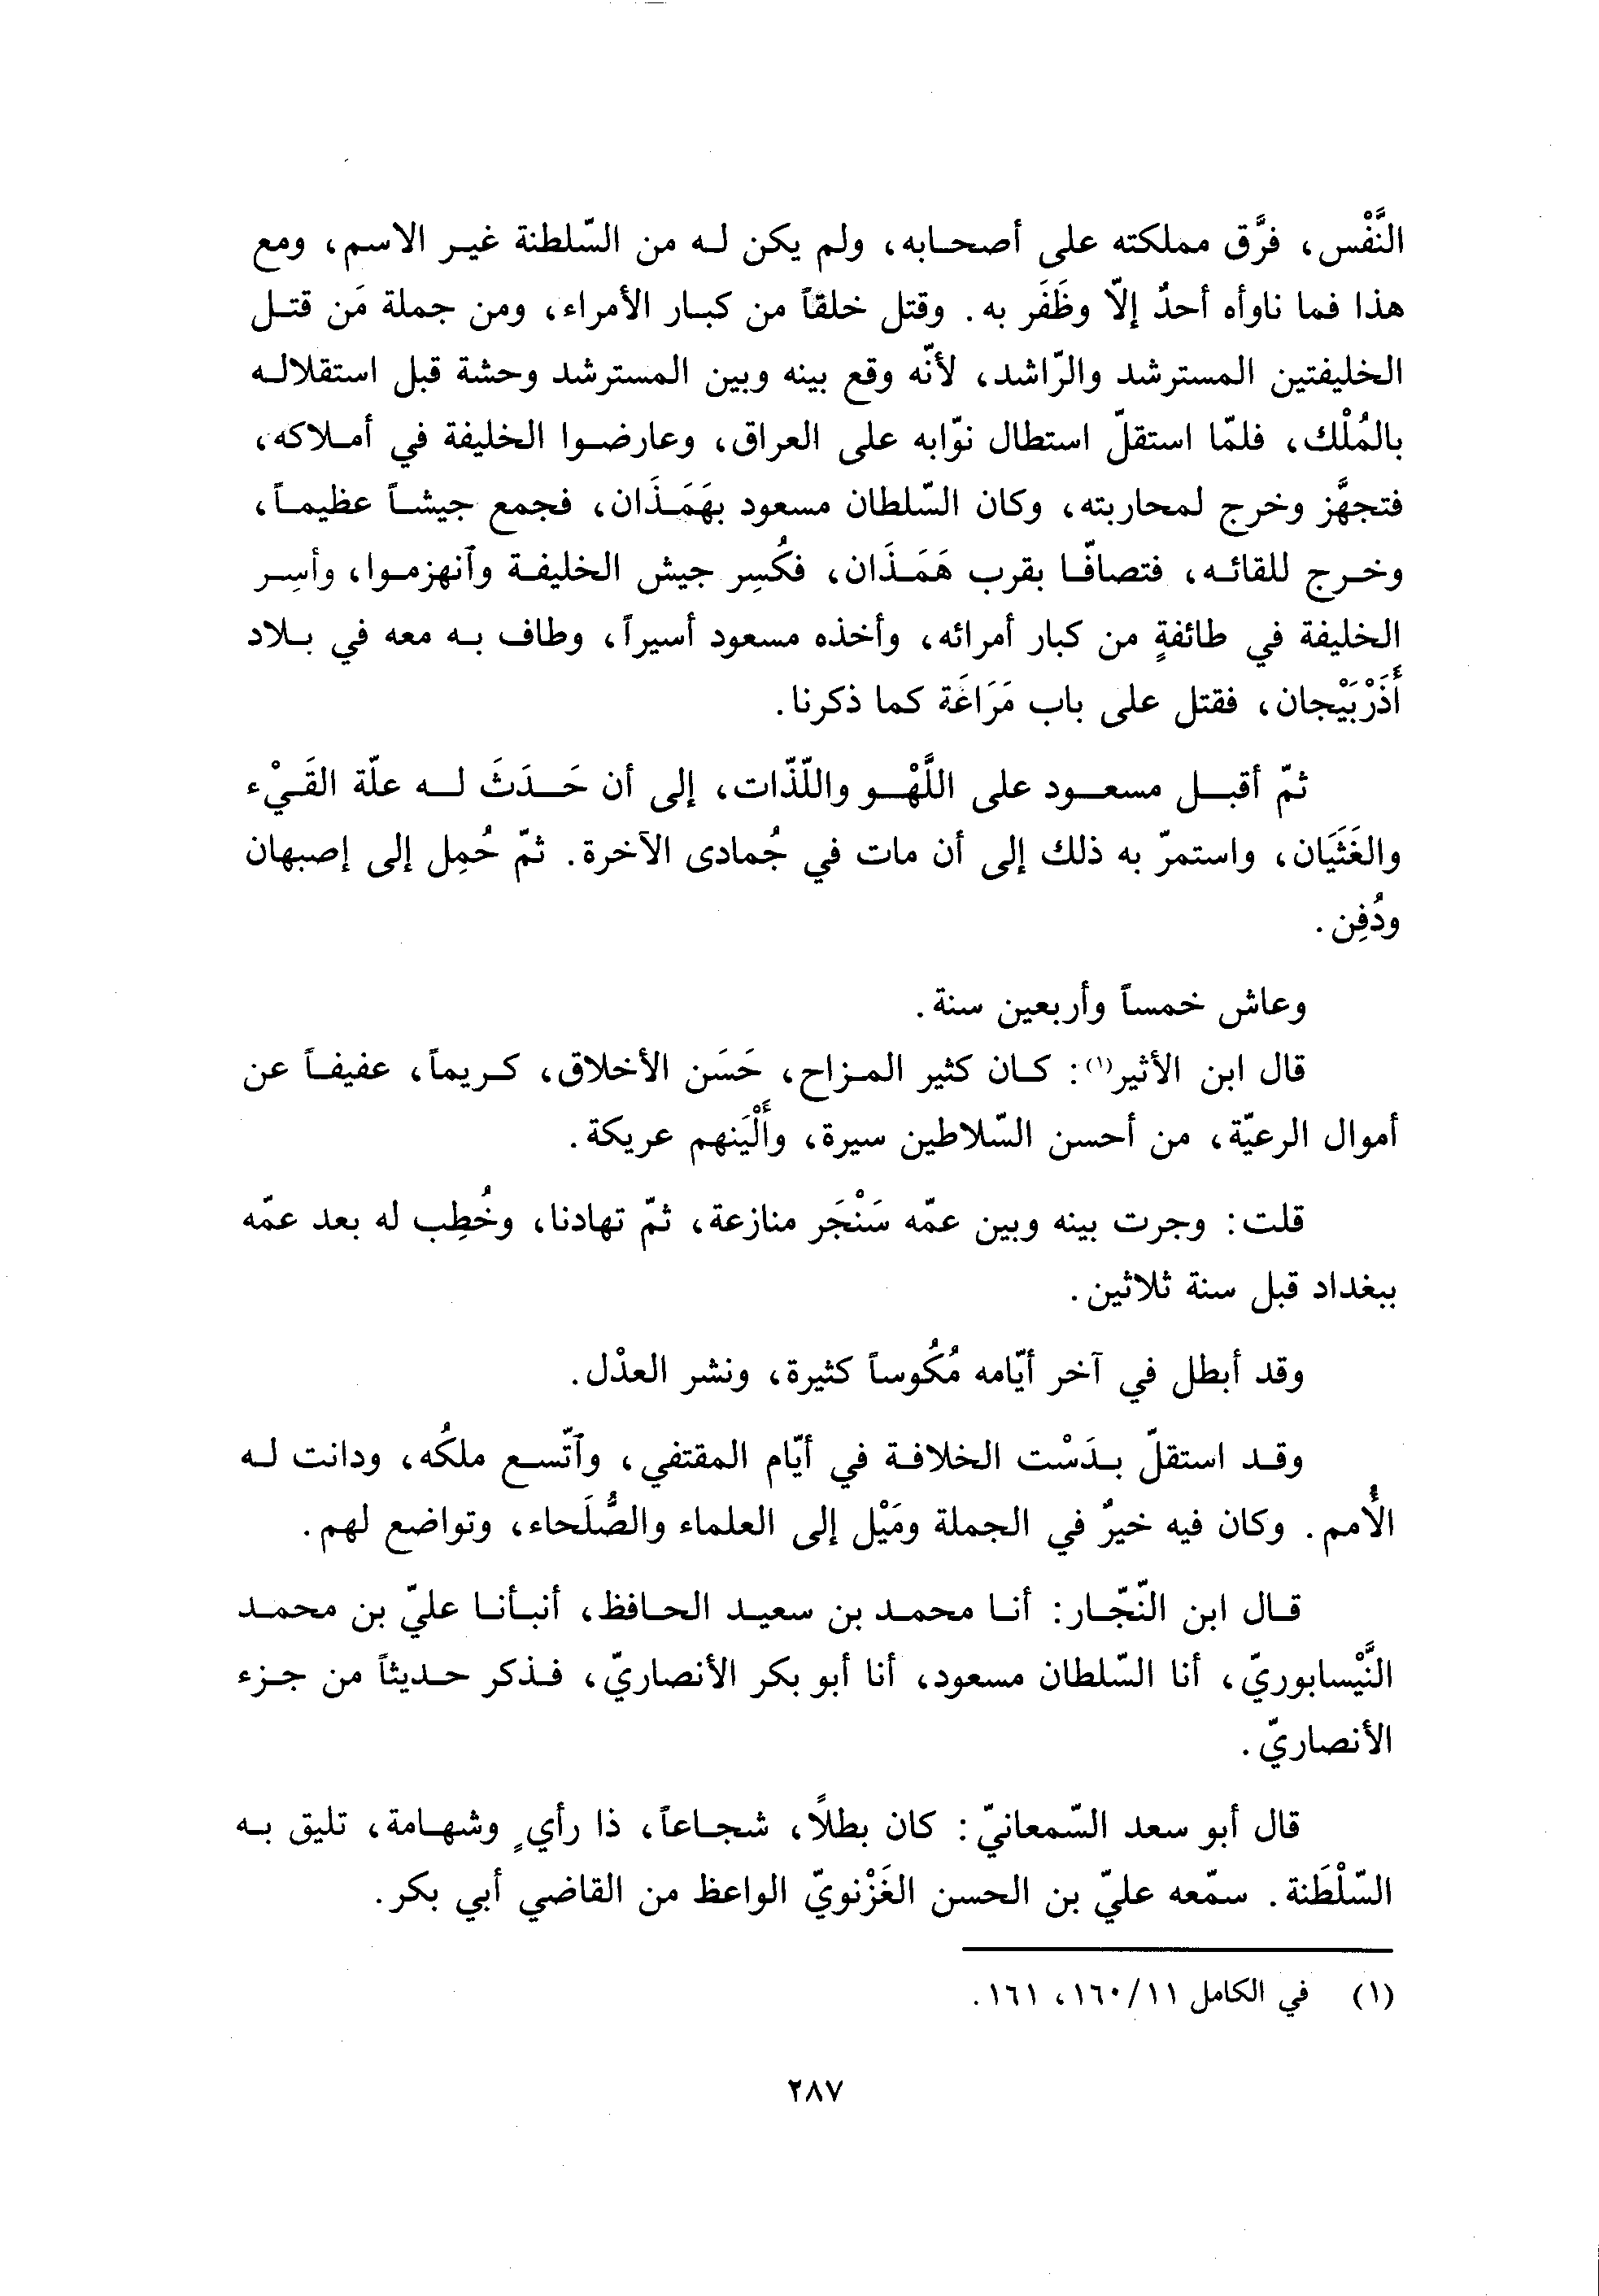 النَّفْس، فرَّق مملكته على أصحابه، ولم يكن له من السّلطنة غير الاسم، ومع
هذا فما ناوأه أحدٌ إلّا وظَفَر به. وقتل خلقاً من كبار الأمراء، ومن جملة مَن قتل
الخليفتين المسترشد والرّاشد، لأنّه وقع بينه وبين المسترشد وحشة قبل استقلاله
بالمُلْك، فلمّا استقلّ استطال نوّابه على العراق، وعارضوا الخليفة في أملاكه،
فتجهَّز وخرج لمحاربته، وكان السّلطان مسعود بهَمَذَان، فجمع جيشاً عظيماً،
وخرج للقائه، فتصافّا بقرب هَمَذَان، فكُسِر جيش الخليفة وٱنهزموا، وأسِر
الخليفة في طائفةٍ من كبار أمرائه، وأخذه مسعود أسيراً، وطاف به معه في بلاد
أَذَرْبَيْجان، فقتل على باب مَرَاغَة كما ذكرنا.
ثمّ أقبل مسعود على اللَّهْو واللّذّات، إلى أن حَدَثَ له علّة القَيْء
والغَثَيَان، واستمرّ به ذلك إلى أن مات في جُمادى الآخرة. ثمّ حُمِل إلى إصبهان
ودُفِن.
وعاش خمساً وأربعين سنة.
قال ابن الأثير(١): كان كثير المزاح، حَسَن الأخلاق، كريماً، عفيفاً عن
أموال الرعيّة، من أحسن السّلاطين سيرة، وأَلْيَنهم عريكة.
قلت: وجرت بينه وبين عمّه سَنْجَر منازعة، ثمّ تهادنا، وخُطِب له بعد عمّه
ببغداد قبل سنة ثلاثين.
وقد أبطل في آخر أيّامه مُكُوساً كثيرة، ونشر العدْل.
وقد استقلّ بدَسْت الخلافة في أيّام المقتفي، وٱتّسع ملكُه، ودانت له
الأُمم. وكان فيه خيرٌ في الجملة ومَيْل إلى العلماء والصُّلَحاء، وتواضع لهم.
قال ابن النّجّار: أنا محمد بن سعيد الحافظ، أنبأنا عليّ بن محمد
النَّيْسابوريّ، أنا السّلطان مسعود، أنا أبو بكر الأنصاريّ، فذكر حديثاً من جزء
الأنصاريّ.
قال أبو سعد السّمعانيّ: كان بطلًا، شجاعاً، ذا رأيٍ وشهامة، تليق به
السّلْطَنة. سمّعه عليّ بن الحسن الغَزْنويّ الواعظ من القاضي أبي بكر.
(١) في الكامل ١٦٠/١١، ١٦١.
٢٨٧